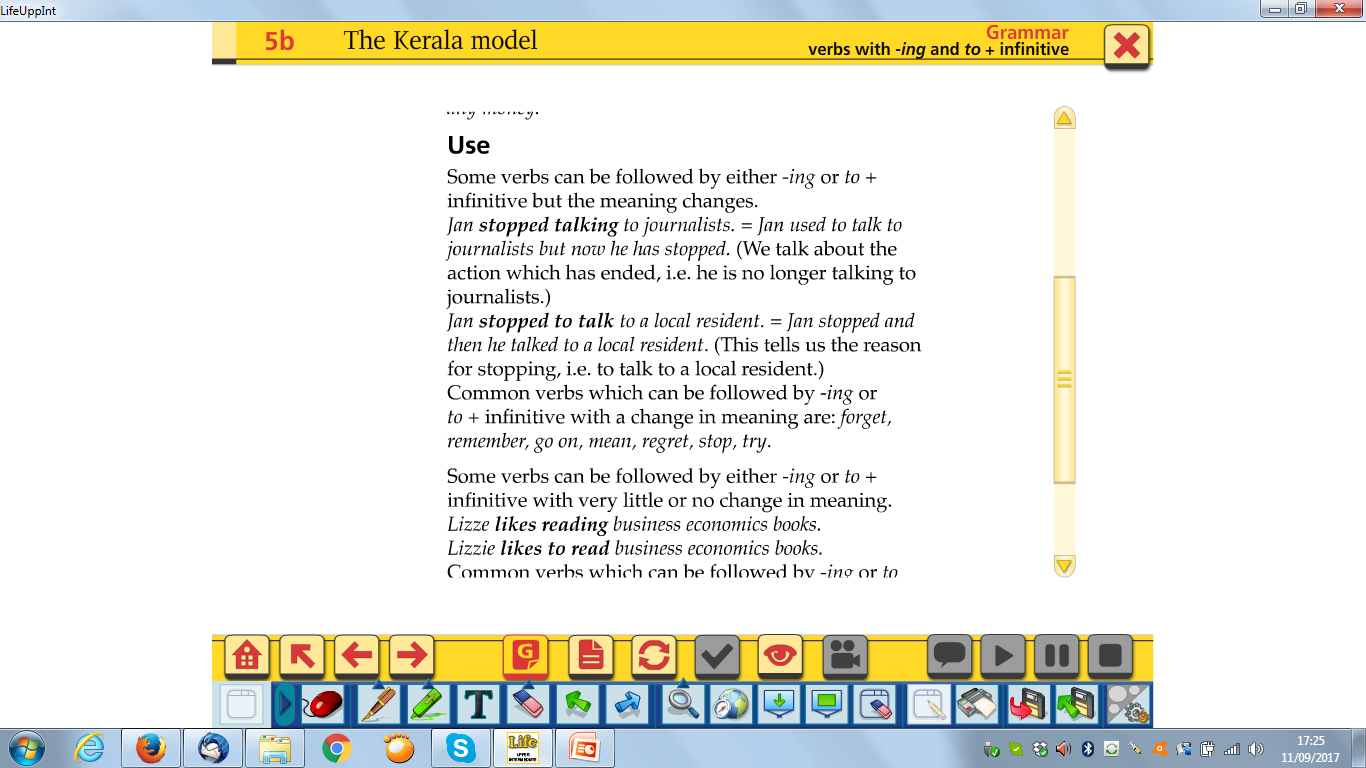 LifeUppInt
5b The Kerala model
Grammar
verbs with -ing and to + infinitive
any money.
Use
Some verbs can be followed by either -ing or to +
infinitive but the meaning changes.
Jan stopped talking to journalists. = Jan used to talk to
journalists but now he has stopped. (We talk about the
action which has ended, i.e. he is no longer talking to
journalists.)
Jan stopped to talk to a local resident. = Jan stopped and
then he talked to a local resident. (This tells us the reason
for stopping, i.e. to talk to a local resident.)
Common verbs which can be followed by -ing or
to + infinitive with a change in meaning are: forget,
remember, go on, mean, regret, stop, try.
Some verbs can be followed by either -ing or to +
infinitive with very little or no change in meaning.
Lizze likes reading business economics books.
Lizzie likes to read business economics books.
Common verbs which can be followed by -ing or to
G
T
Life
UPPER
INTERMEDIATE
17:25
11/09/2017